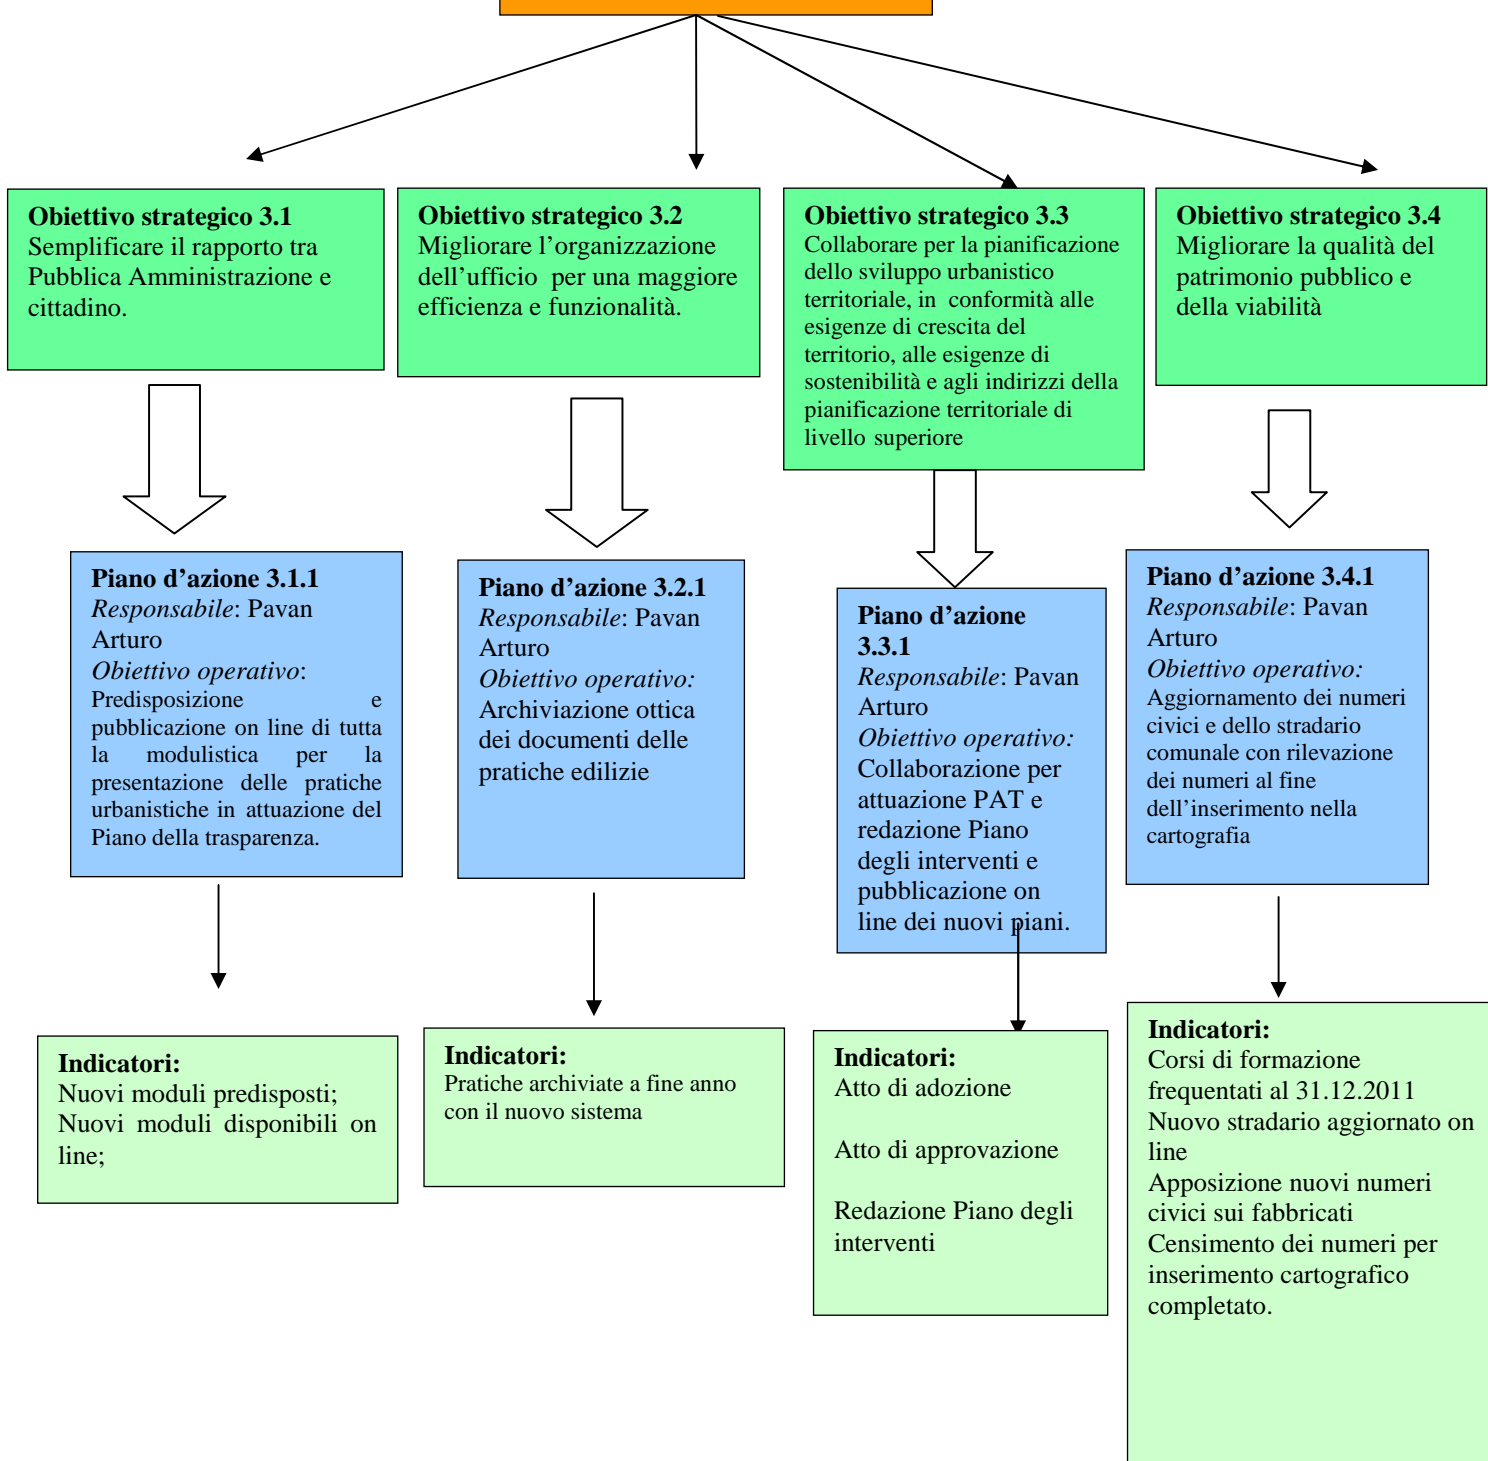 Obiettivo strategico 3.1
Semplificare il rapporto tra
Pubblica Amministrazione e
cittadino.
Obiettivo strategico 3.2
Migliorare l’organizzazione
dell’ufficio per una maggiore
efficienza e funzionalità.
Obiettivo strategico 3.3
Collaborare per la pianificazione
dello sviluppo urbanistico
territoriale, in conformità alle
esigenze di crescita del
territorio, alle esigenze di
sostenibilità e agli indirizzi della
pianificazione territoriale di
livello superiore
Obiettivo strategico 3.4
Migliorare la qualità del
patrimonio pubblico e
della viabilità
Piano d’azione 3.1.1
Responsabile: Pavan
Arturo
Obiettivo operativo:
Predisposizione e
pubblicazione on line di tutta
la modulistica per la
presentazione delle pratiche
urbanistiche in attuazione del
Piano della trasparenza.
Piano d’azione 3.2.1
Responsabile: Pavan
Arturo
Obiettivo operativo:
Archiviazione ottica
dei documenti delle
pratiche edilizie
Piano d’azione
3.3.1
Responsabile: Pavan
Arturo
Obiettivo operativo:
Collaborazione per
attuazione PAT e
redazione Piano
degli interventi e
pubblicazione on
line dei nuovi piani.
Piano d’azione 3.4.1
Responsabile: Pavan
Arturo
Obiettivo operativo:
Aggiornamento dei numeri
civici e dello stradario
comunale con rilevazione
dei numeri al fine
dell’inserimento nella
cartografia
Indicatori:
Nuovi moduli predisposti;
Nuovi moduli disponibili on
line;
Indicatori:
Pratiche archiviate a fine anno
con il nuovo sistema
Indicatori:
Atto di adozione
Atto di approvazione
Redazione Piano degli
interventi
Indicatori:
Corsi di formazione
frequentati al 31.12.2011
Nuovo stradario aggiornato on
line
Apposizione nuovi numeri
civici sui fabbricati
Censimento dei numeri per
inserimento cartografico
completato.